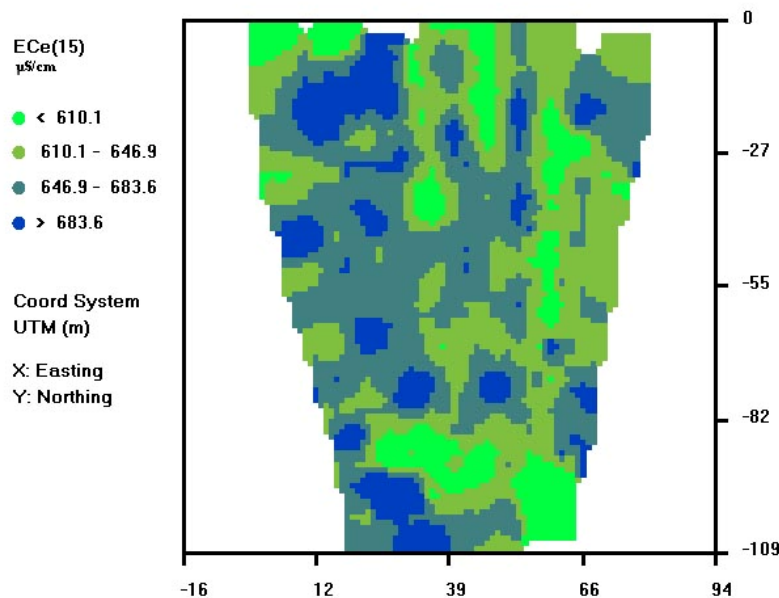 ECe(15)
µS/cm
< 610.1
610.1 - 646.9
646.9 - 683.6
> 683.6
Coord System
UTM (m)
X: Easting
Y: Northing
0
-27
-55
-82
-109
-16 12 39 66 94